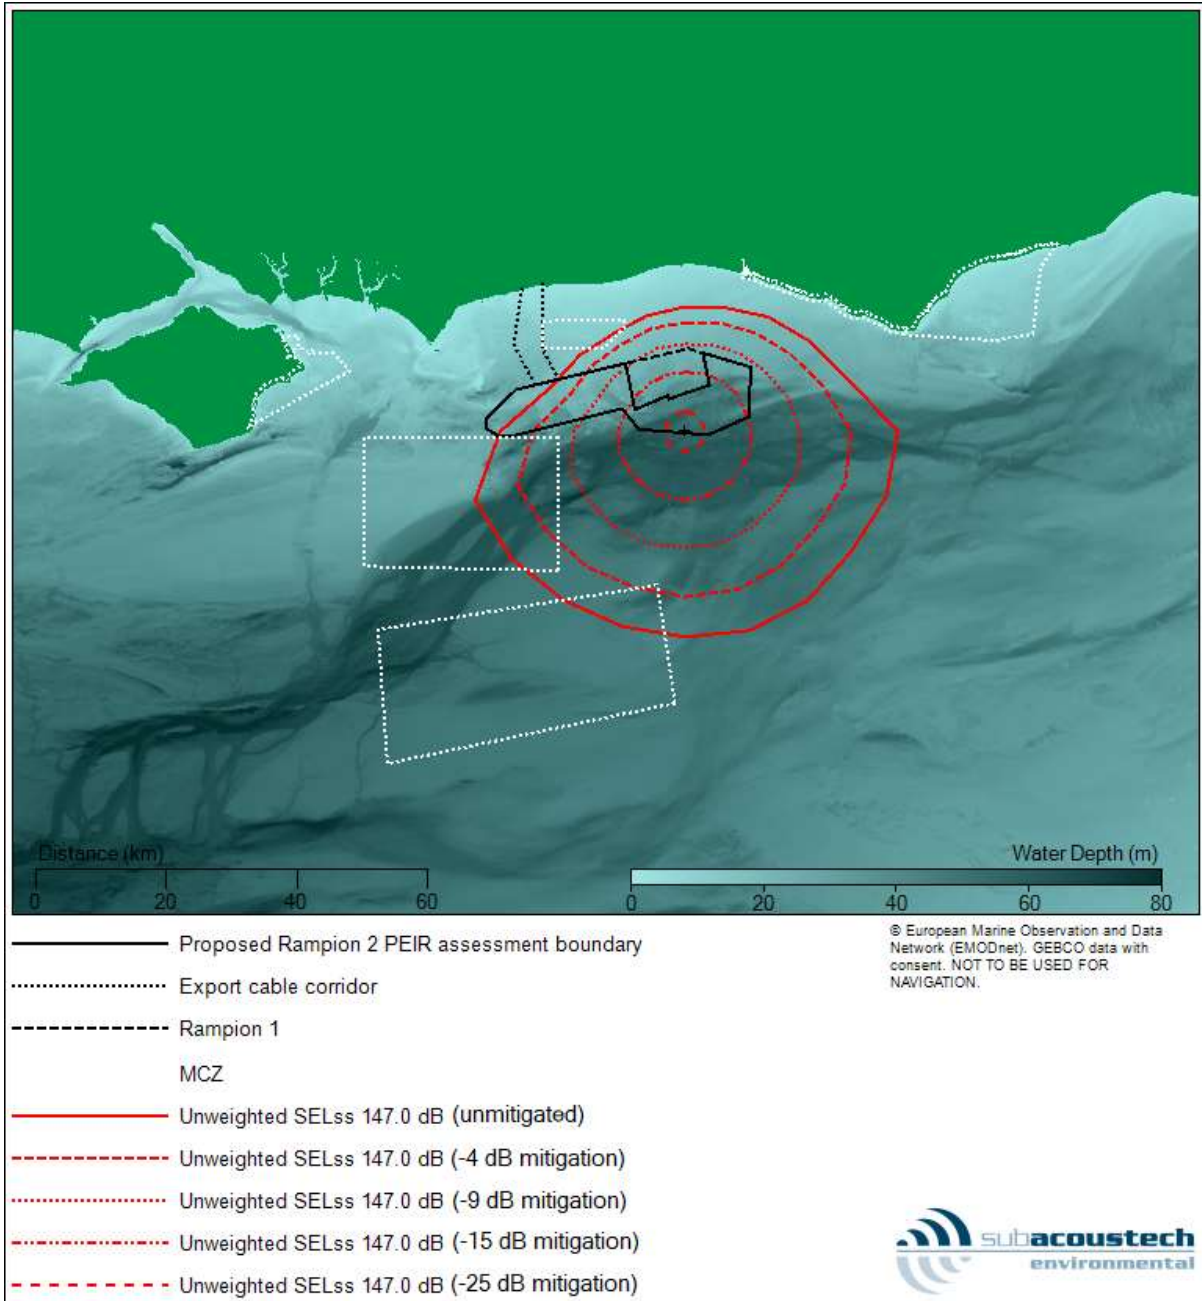 Distance (km)
0 20 40 60
Water Depth (m)
0 20 40 60 80
Proposed Rampion 2 PEIR assessment boundary
Export cable corridor
Rampion 1
MCZ
Unweighted SELss 147.0 dB (unmitigated)
Unweighted SELss 147.0 dB (-4 dB mitigation)
Unweighted SELss 147.0 dB (-9 dB mitigation)
Unweighted SELss 147.0 dB (-15 dB mitigation)
Unweighted SELss 147.0 dB (-25 dB mitigation)
© European Marine Observation and Data
Network (EMODnet). GEBCO data with
consent. NOT TO BE USED FOR
NAVIGATION.
subacoustech
environmental